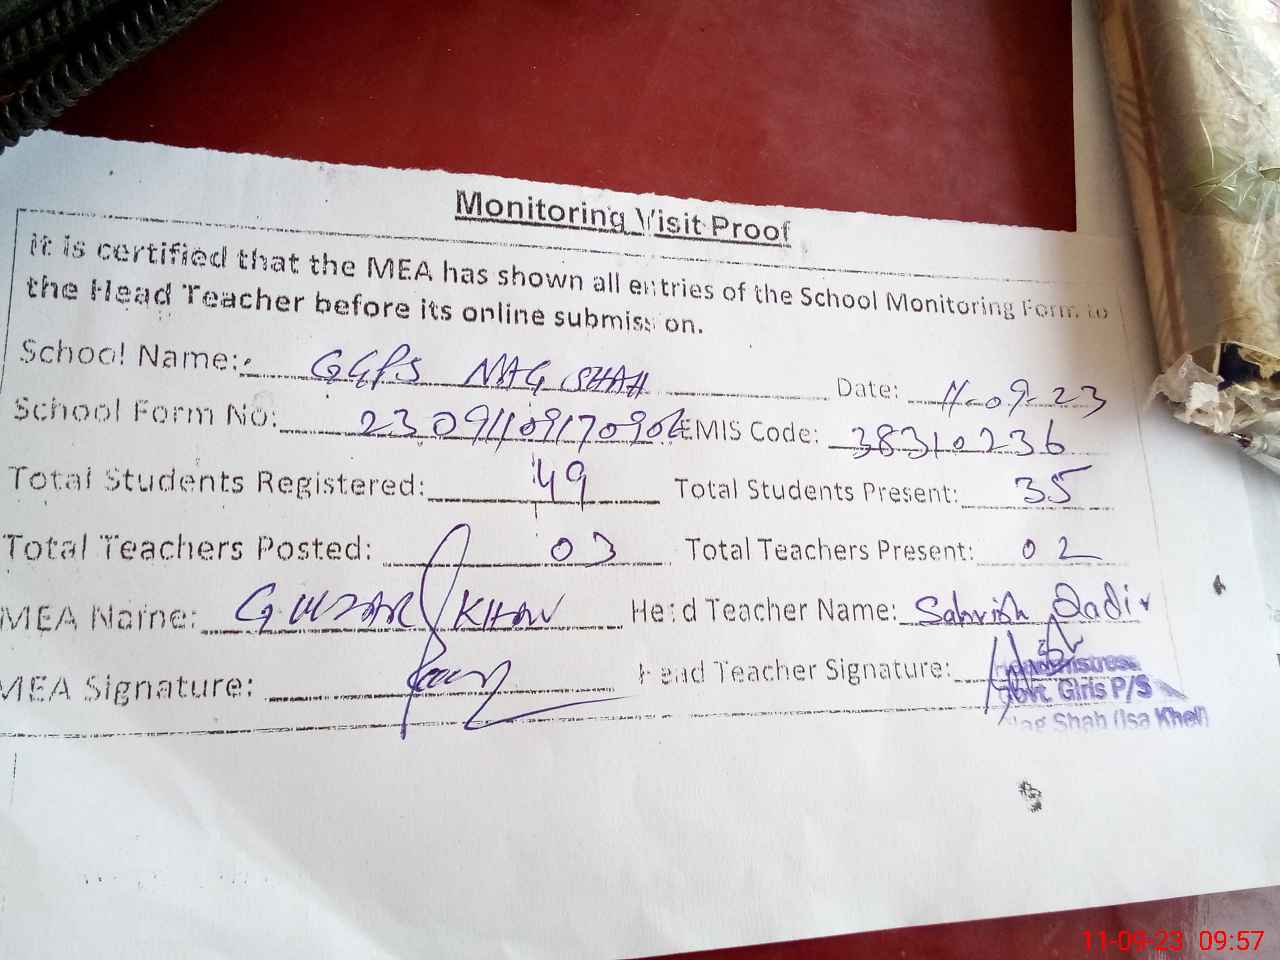 Monitoring Visit Proof
It is certified that the MEA has shown all entries of the School Monitoring Form to
the Head Teacher before its online submission.
School Name: GGPS NAG SHAH Date: 11-09-23
School Form No: EMIS Code: 38310236
Total Students Registered: 49 Total Students Present: 35
Total Teachers Posted: 03 Total Teachers Present: 02
MEA Name: GULZAR KHAN Head Teacher Name: Sahrish Qadir
MEA Signature: Head Teacher Signature:
Headmistress
Govt. Girls P/S
Nag Shah (Isa Khel)
11-09-23 09:57